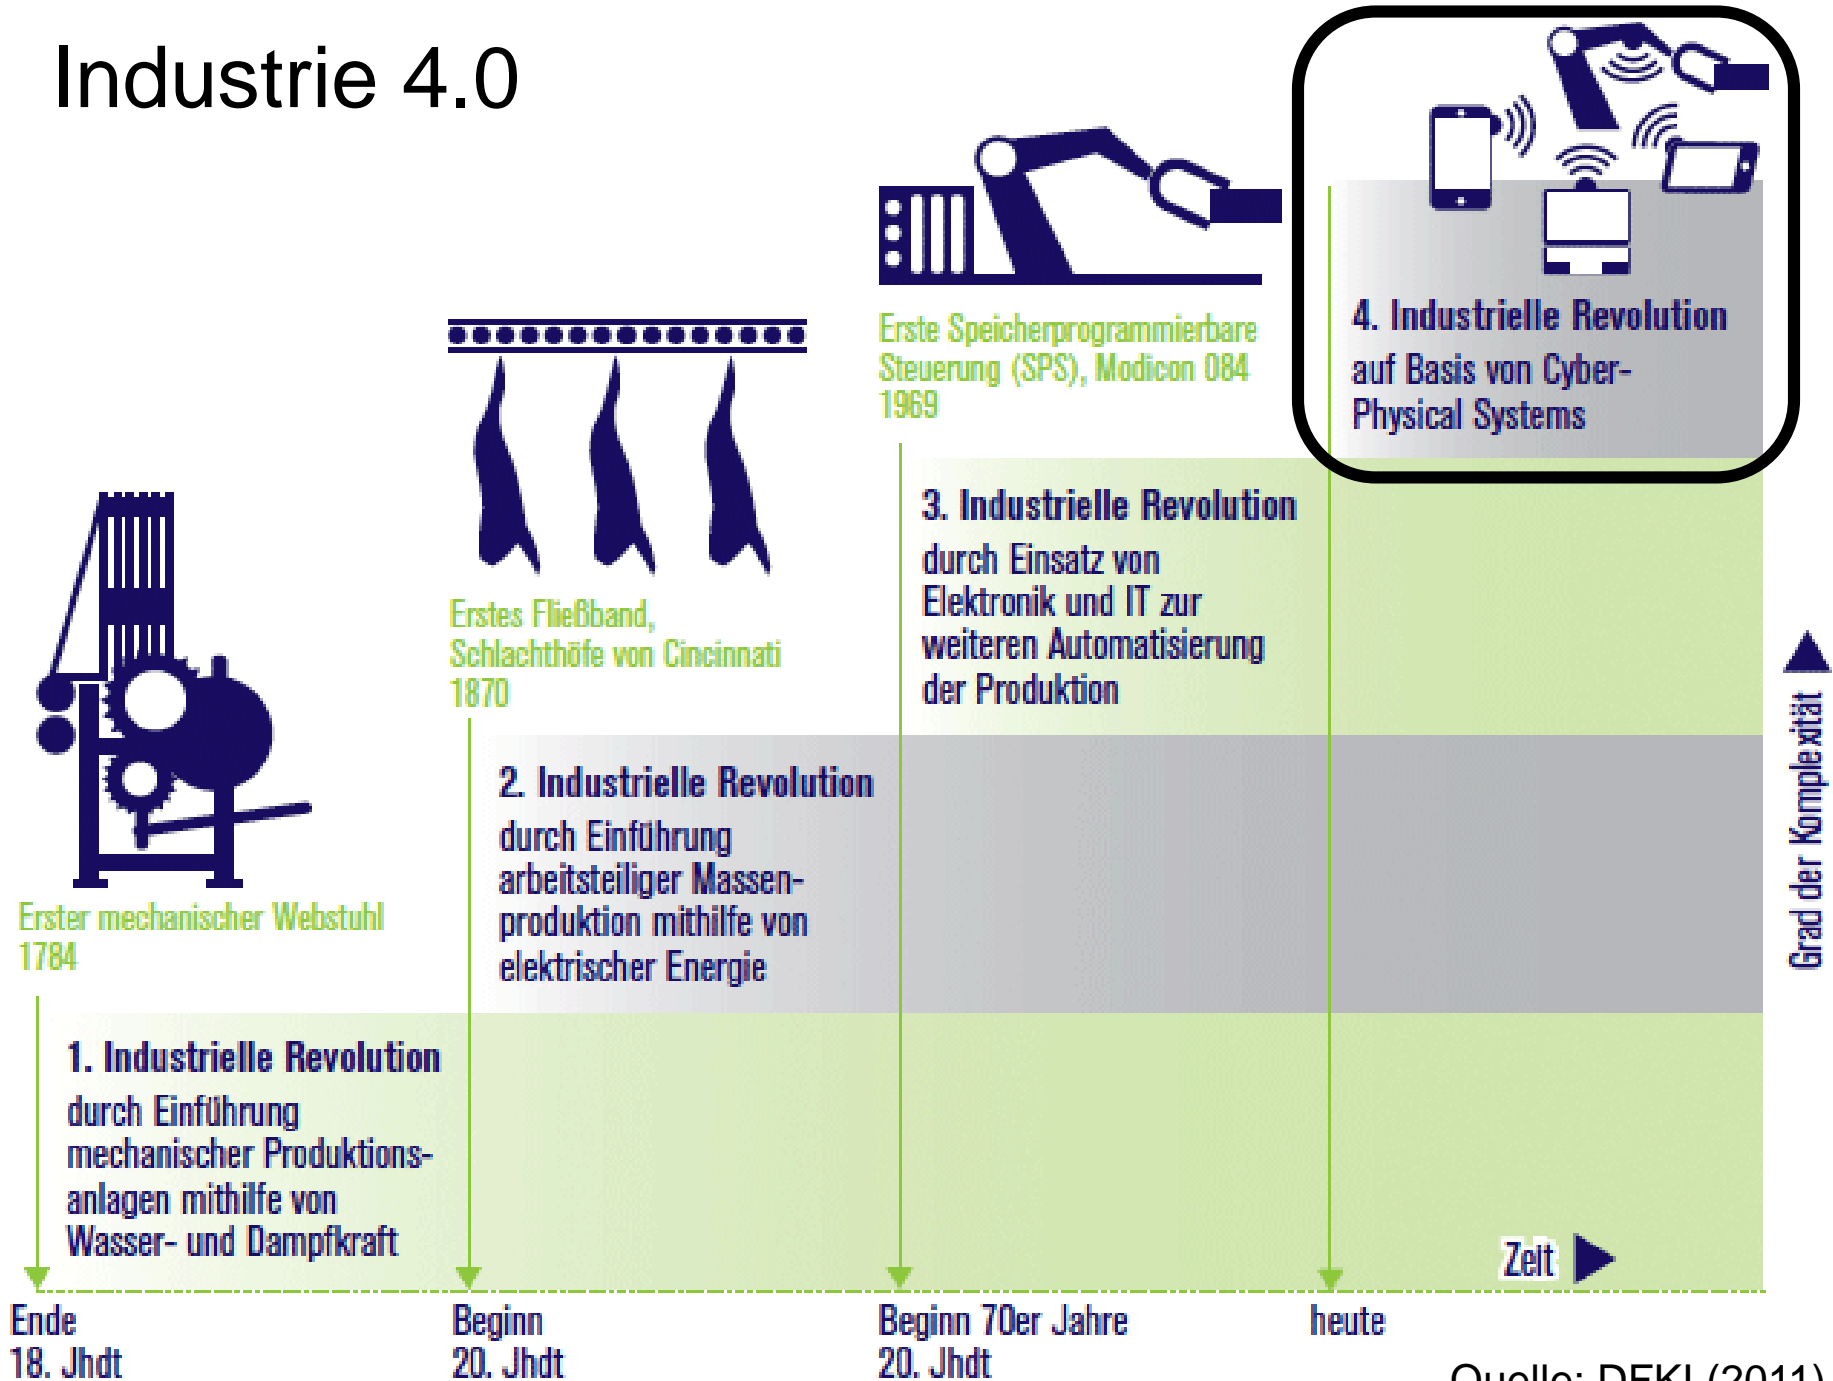 Industrie 4.0
Erste Speicherprogrammierbare
Steuerung (SPS), Modicon 084
1969
4. Industrielle Revolution
auf Basis von Cyber-
Physical Systems
Erstes Fließband,
Schlachthöfe von Cincinnati
1870
3. Industrielle Revolution
durch Einsatz von
Elektronik und IT zur
weiteren Automatisierung
der Produktion
Erster mechanischer Webstuhl
1784
2. Industrielle Revolution
durch Einführung
arbeitsteiliger Massen-
produktion mithilfe von
elektrischer Energie
Grad der Komplexität
1. Industrielle Revolution
durch Einführung
mechanischer Produktions-
anlagen mithilfe von
Wasser- und Dampfkraft
Zeit
Ende
18. Jhdt
Beginn
20. Jhdt
Beginn 70er Jahre
20. Jhdt
heute
Quelle: DFKI (2011)